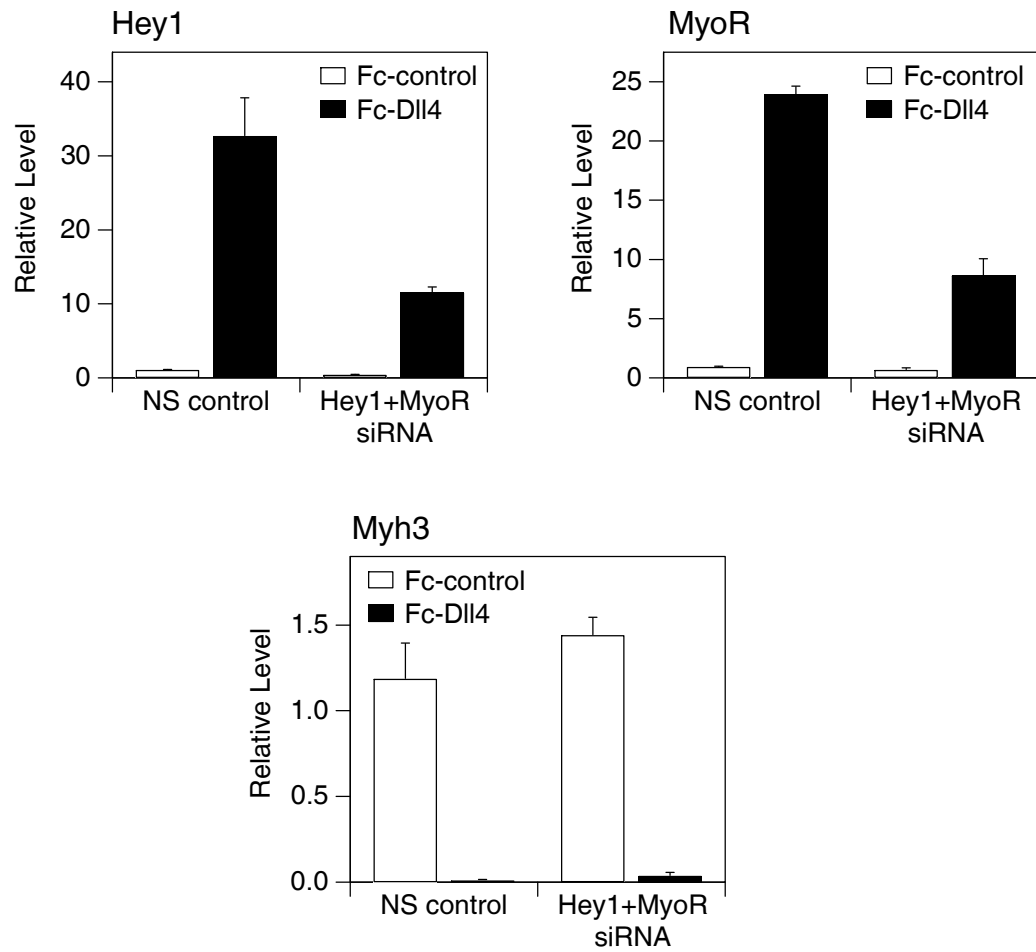 Hey1
Fc-control
Fc-Dll4
Relative Level
40
30
20
10
0
NS control
Hey1+MyoR
siRNA
MyoR
Fc-control
Fc-Dll4
Relative Level
25
20
15
10
5
0
NS control
Hey1+MyoR
siRNA
Myh3
Fc-control
Fc-Dll4
Relative Level
1.5
1.0
0.5
0.0
NS control
Hey1+MyoR
siRNA